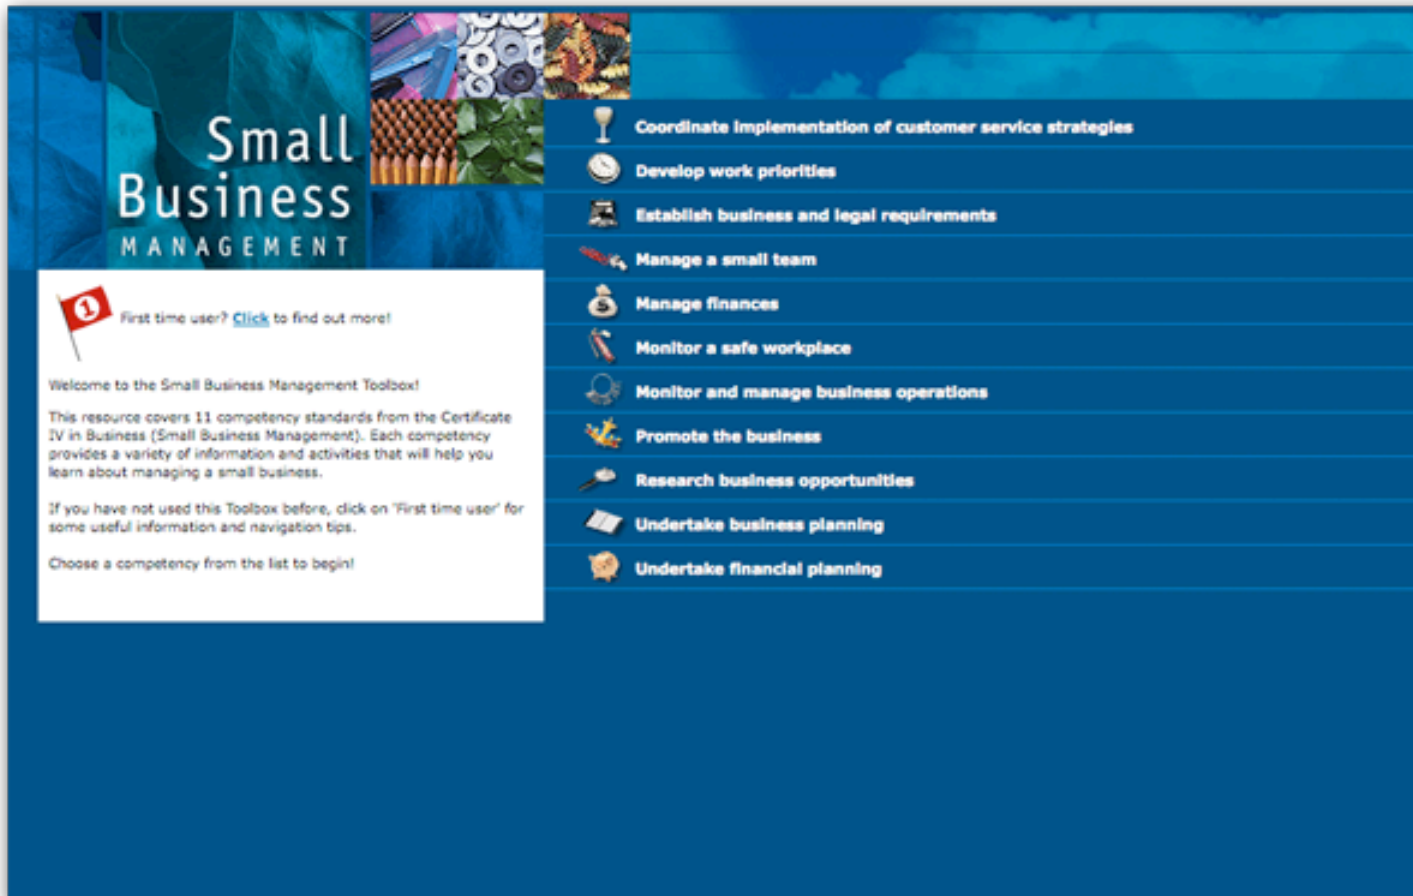 Small
Business
MANAGEMENT
1
First time user? Click to find out more!
Welcome to the Small Business Management Toolbox!
This resource covers 11 competency standards from the Certificate
IV in Business (Small Business Management). Each competency
provides a variety of information and activities that will help you
learn about managing a small business.
If you have not used this Toolbox before, click on 'First time user' for
some useful information and navigation tips.
Choose a competency from the list to begin!
Coordinate implementation of customer service strategies
Develop work priorities
Establish business and legal requirements
Manage a small team
$
Manage finances
Monitor a safe workplace
Monitor and manage business operations
Promote the business
Research business opportunities
Undertake business planning
Undertake financial planning